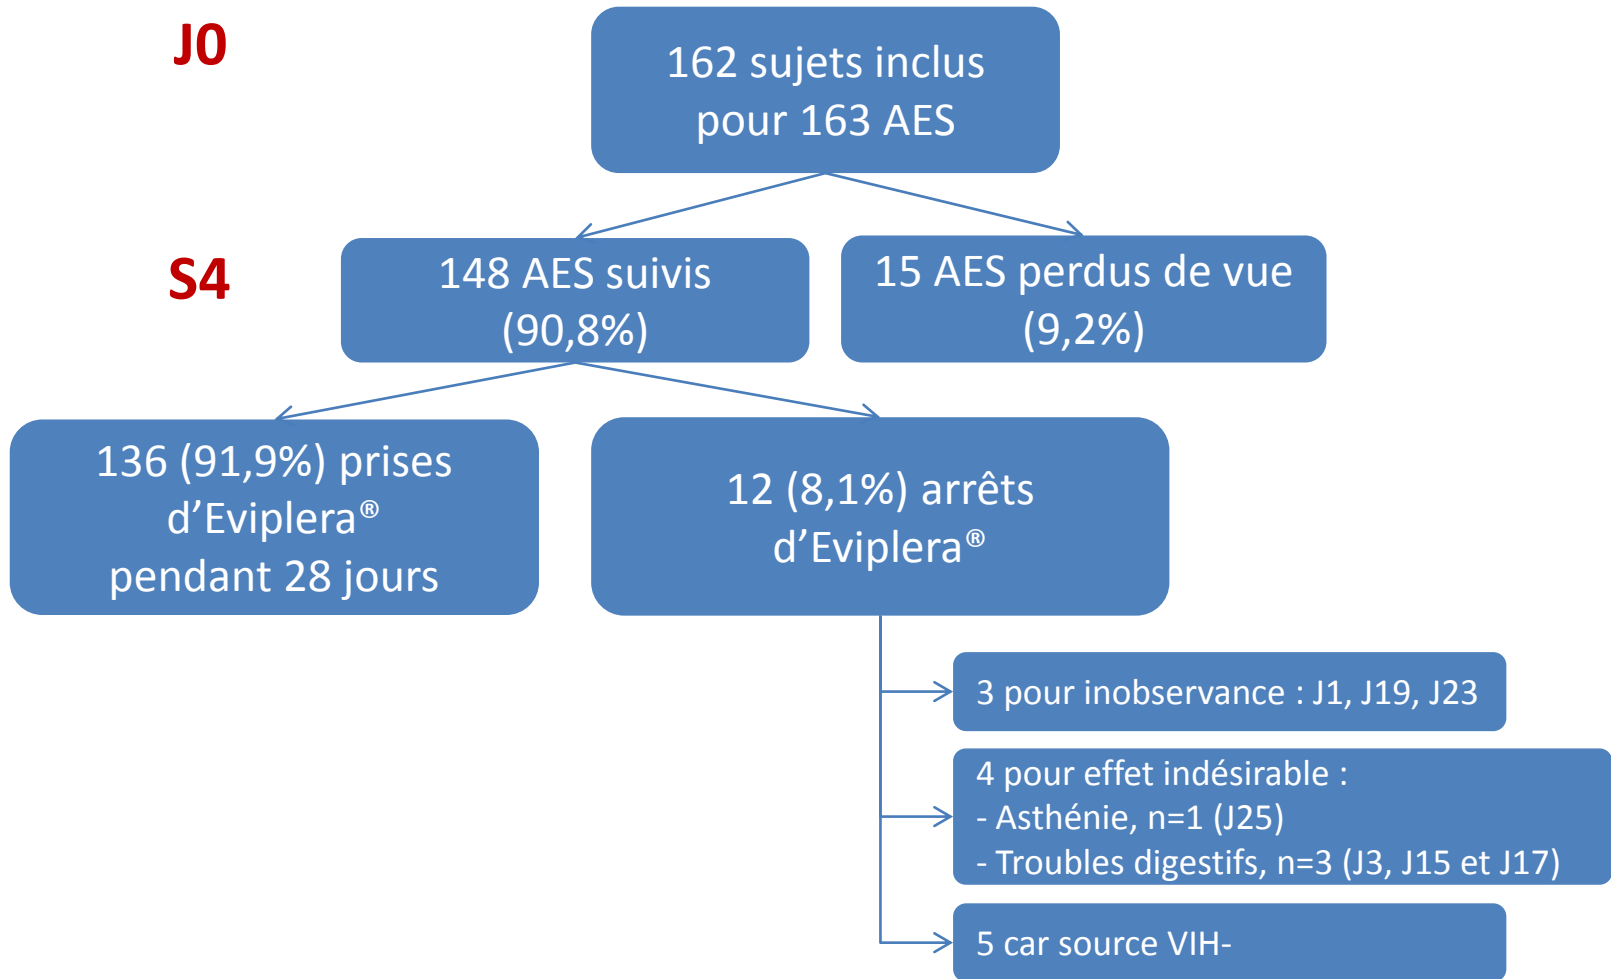 J0
162 sujets inclus
pour 163 AES
S4
148 AES suivis
(90,8%)
15 AES perdus de vue
(9,2%)
136 (91,9%) prises
d’Eviplera®
pendant 28 jours
12 (8,1%) arrêts
d’Eviplera®
3 pour inobservance : J1, J19, J23
4 pour effet indésirable :
- Asthénie, n=1 (J25)
- Troubles digestifs, n=3 (J3, J15 et J17)
5 car source VIH-